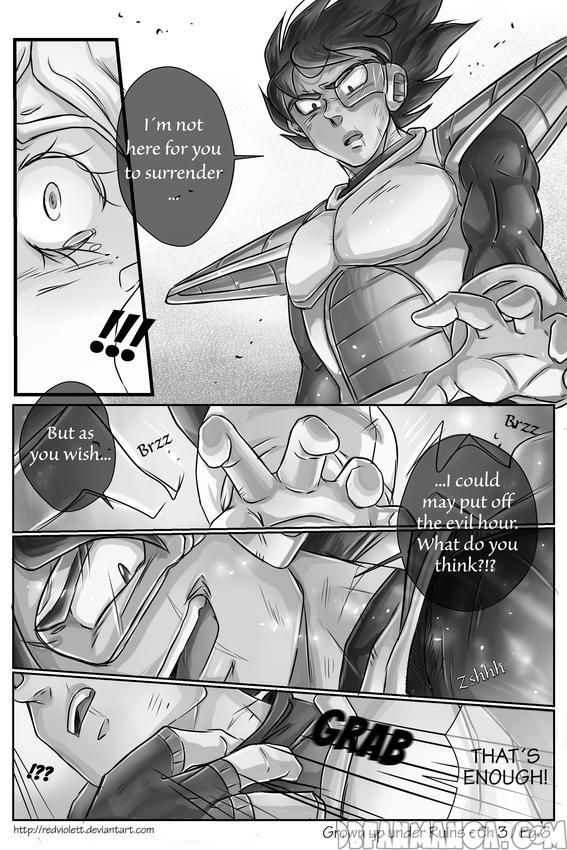 I´m not
here for you
to surrender
...
!!!
But as
you wish...
Brzz
Brzz
...I could
may put off
the evil hour.
What do you
think?!?
Zshhh
GRAB
!??
THAT´S
ENOUGH!
http://redviolett.deviantart.com
Grown up under Ruins - Ch 3 / Pg.6
DBFANMANGA.COM